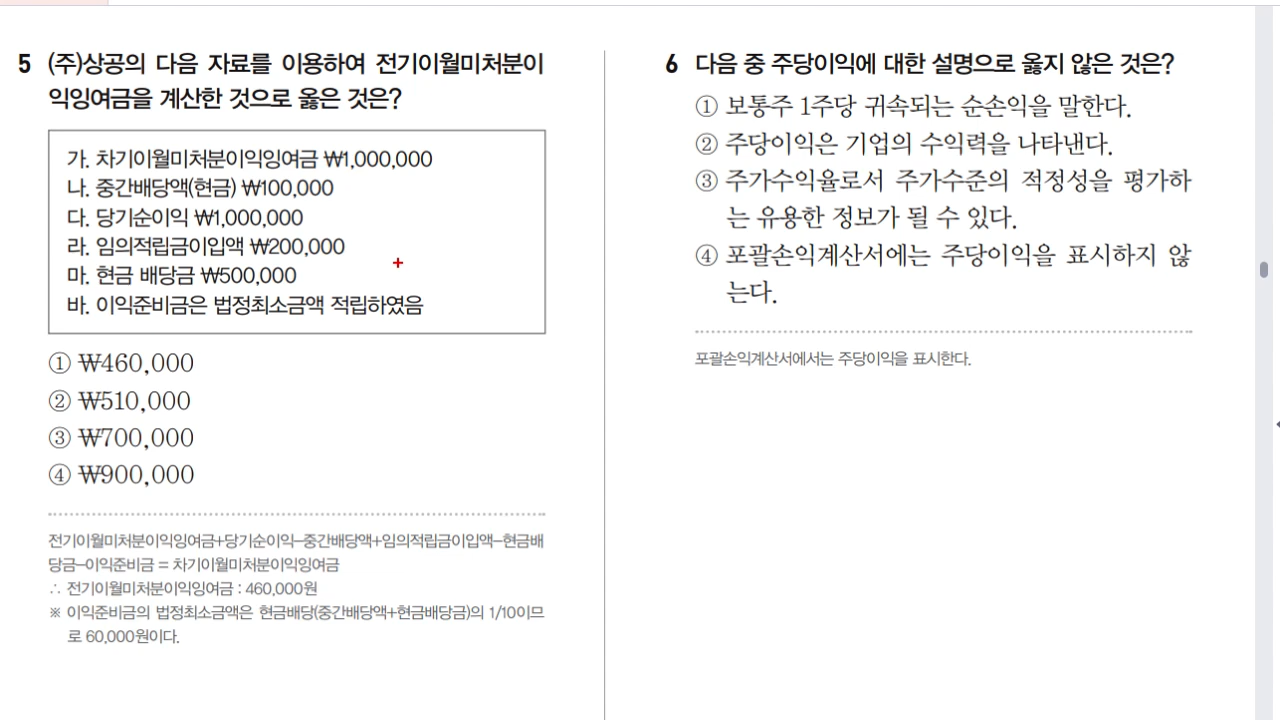 5 (주)상공의 다음 자료를 이용하여 전기이월미처분이
익잉여금을 계산한 것으로 옳은 것은?
가. 차기이월미처분이익잉여금 ₩1,000,000
나. 중간배당액(현금) ₩100,000
다. 당기순이익 ₩1,000,000
라. 임의적립금이입액 ₩200,000
마. 현금 배당금 ₩500,000
바. 이익준비금은 법정최소금액 적립하였음
① ₩460,000
② ₩510,000
③ ₩700,000
④ ₩900,000
전기이월미처분이익잉여금+당기순이익–중간배당액+임의적립금이입액–현금배
당금–이익준비금 = 차기이월미처분이익잉여금
∴ 전기이월미처분이익잉여금 : 460,000원
※ 이익준비금의 법정최소금액은 현금배당(중간배당액+현금배당금)의 1/10이므
로 60,000원이다.
6 다음 중 주당이익에 대한 설명으로 옳지 않은 것은?
① 보통주 1주당 귀속되는 순손익을 말한다.
② 주당이익은 기업의 수익력을 나타낸다.
③ 주가수익율로서 주가수준의 적정성을 평가하
는 유용한 정보가 될 수 있다.
④ 포괄손익계산서에는 주당이익을 표시하지 않
는다.
포괄손익계산서에서는 주당이익을 표시한다.